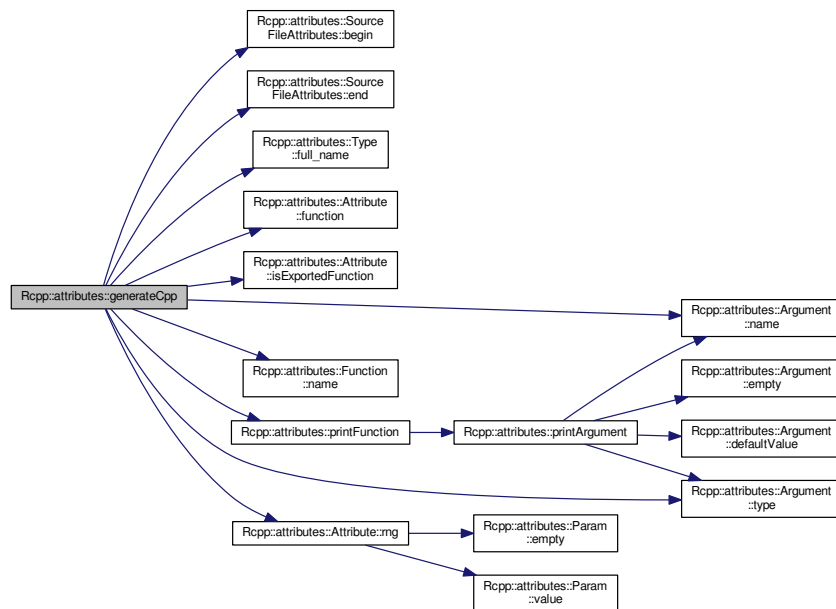 Rcpp::attributes::Source
FileAttributes::begin
Rcpp::attributes::Source
FileAttributes::end
Rcpp::attributes::Type
::full_name
Rcpp::attributes::Attribute
::function
Rcpp::attributes::Attribute
::isExportedFunction
Rcpp::attributes::generateCpp
Rcpp::attributes::Argument
::name
Rcpp::attributes::Function
::name
Rcpp::attributes::Argument
::empty
Rcpp::attributes::printFunction
Rcpp::attributes::printArgument
Rcpp::attributes::Argument
::defaultValue
Rcpp::attributes::Argument
::type
Rcpp::attributes::Attribute::rng
Rcpp::attributes::Param
::empty
Rcpp::attributes::Param
::value